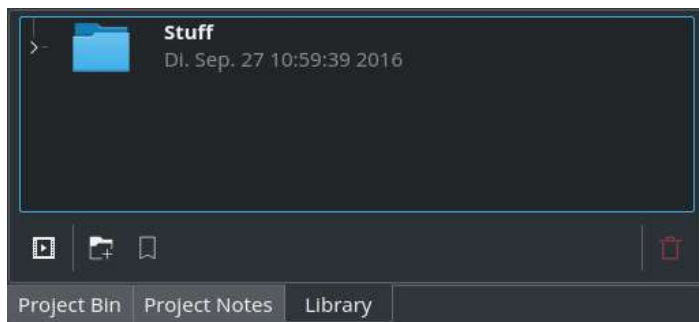 Stuff
Di. Sep. 27 10:59:39 2016
Project Bin
Project Notes
Library